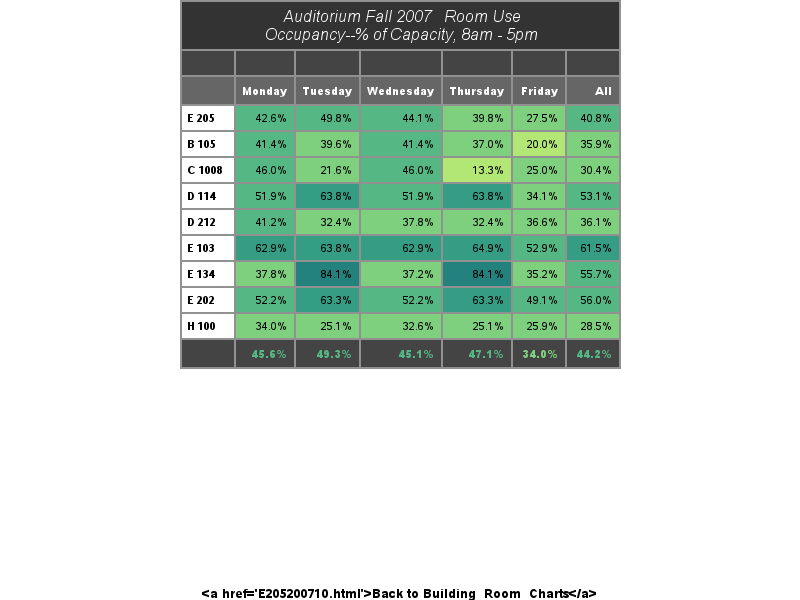 Auditorium Fall 2007 Room Use
Occupancy--% of Capacity, 8am - 5pm
Monday Tuesday Wednesday Thursday Friday All
E 205 42.6% 49.8% 44.1% 39.8% 27.5% 40.8%
B 105 41.4% 39.6% 41.4% 37.0% 20.0% 35.9%
C 1008 46.0% 21.6% 46.0% 13.3% 25.0% 30.4%
D 114 51.9% 63.8% 51.9% 63.8% 34.1% 53.1%
D 212 41.2% 32.4% 37.8% 32.4% 36.6% 36.1%
E 103 62.9% 63.8% 62.9% 64.9% 52.9% 61.5%
E 134 37.8% 84.1% 37.2% 84.1% 35.2% 55.7%
E 202 52.2% 63.3% 52.2% 63.3% 49.1% 56.0%
H 100 34.0% 25.1% 32.6% 25.1% 25.9% 28.5%
45.6% 49.3% 45.1% 47.1% 34.0% 44.2%
<a href='E205200710.html'>Back to Building_Room_Charts</a>